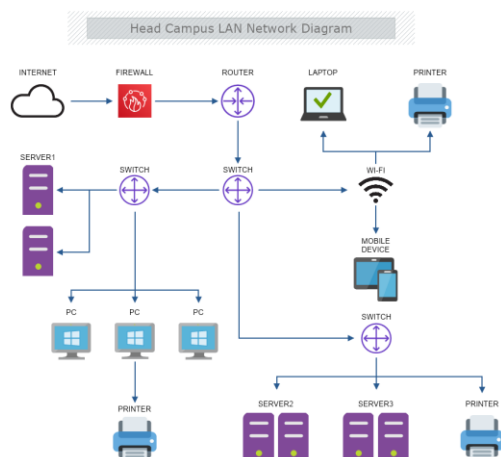 Head Campus LAN Network Diagram
INTERNET
FIREWALL
ROUTER
LAPTOP
PRINTER
SERVER1
SWITCH
SWITCH
WI-FI
MOBILE
DEVICE
PC
PC
PC
SWITCH
PRINTER
SERVER2
SERVER3
PRINTER